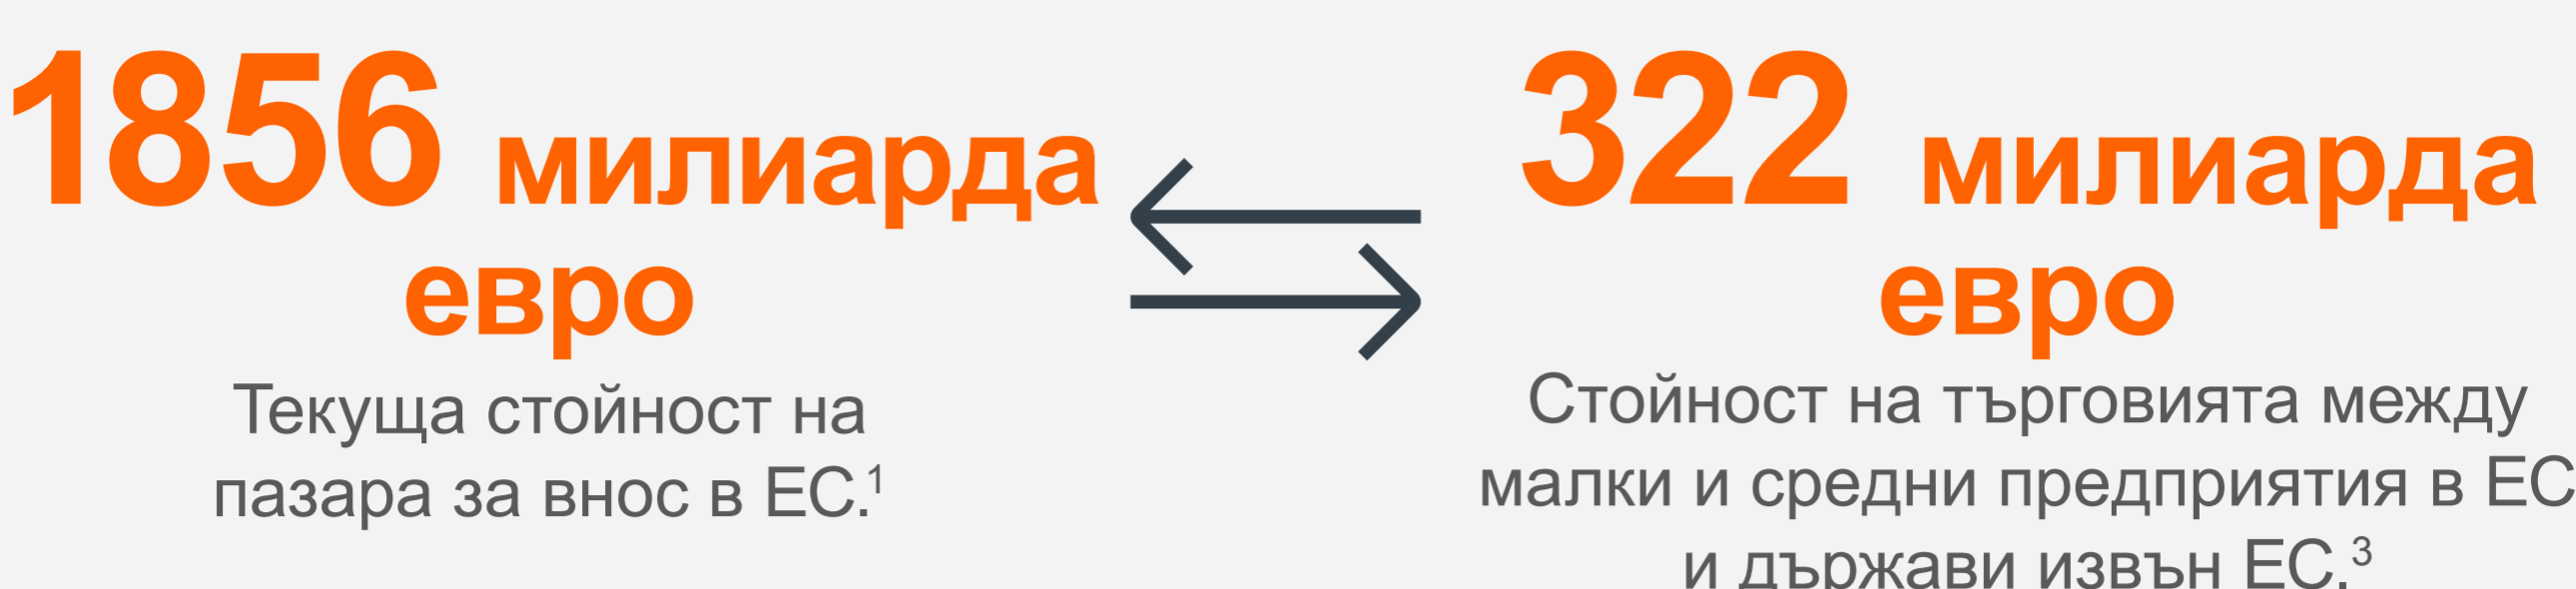 1856 милиарда
евро
Текуща стойност на
пазара за внос в ЕС.¹
322 милиарда
евро
Стойност на търговията между
малки и средни предприятия в ЕС
и държави извън ЕС.³